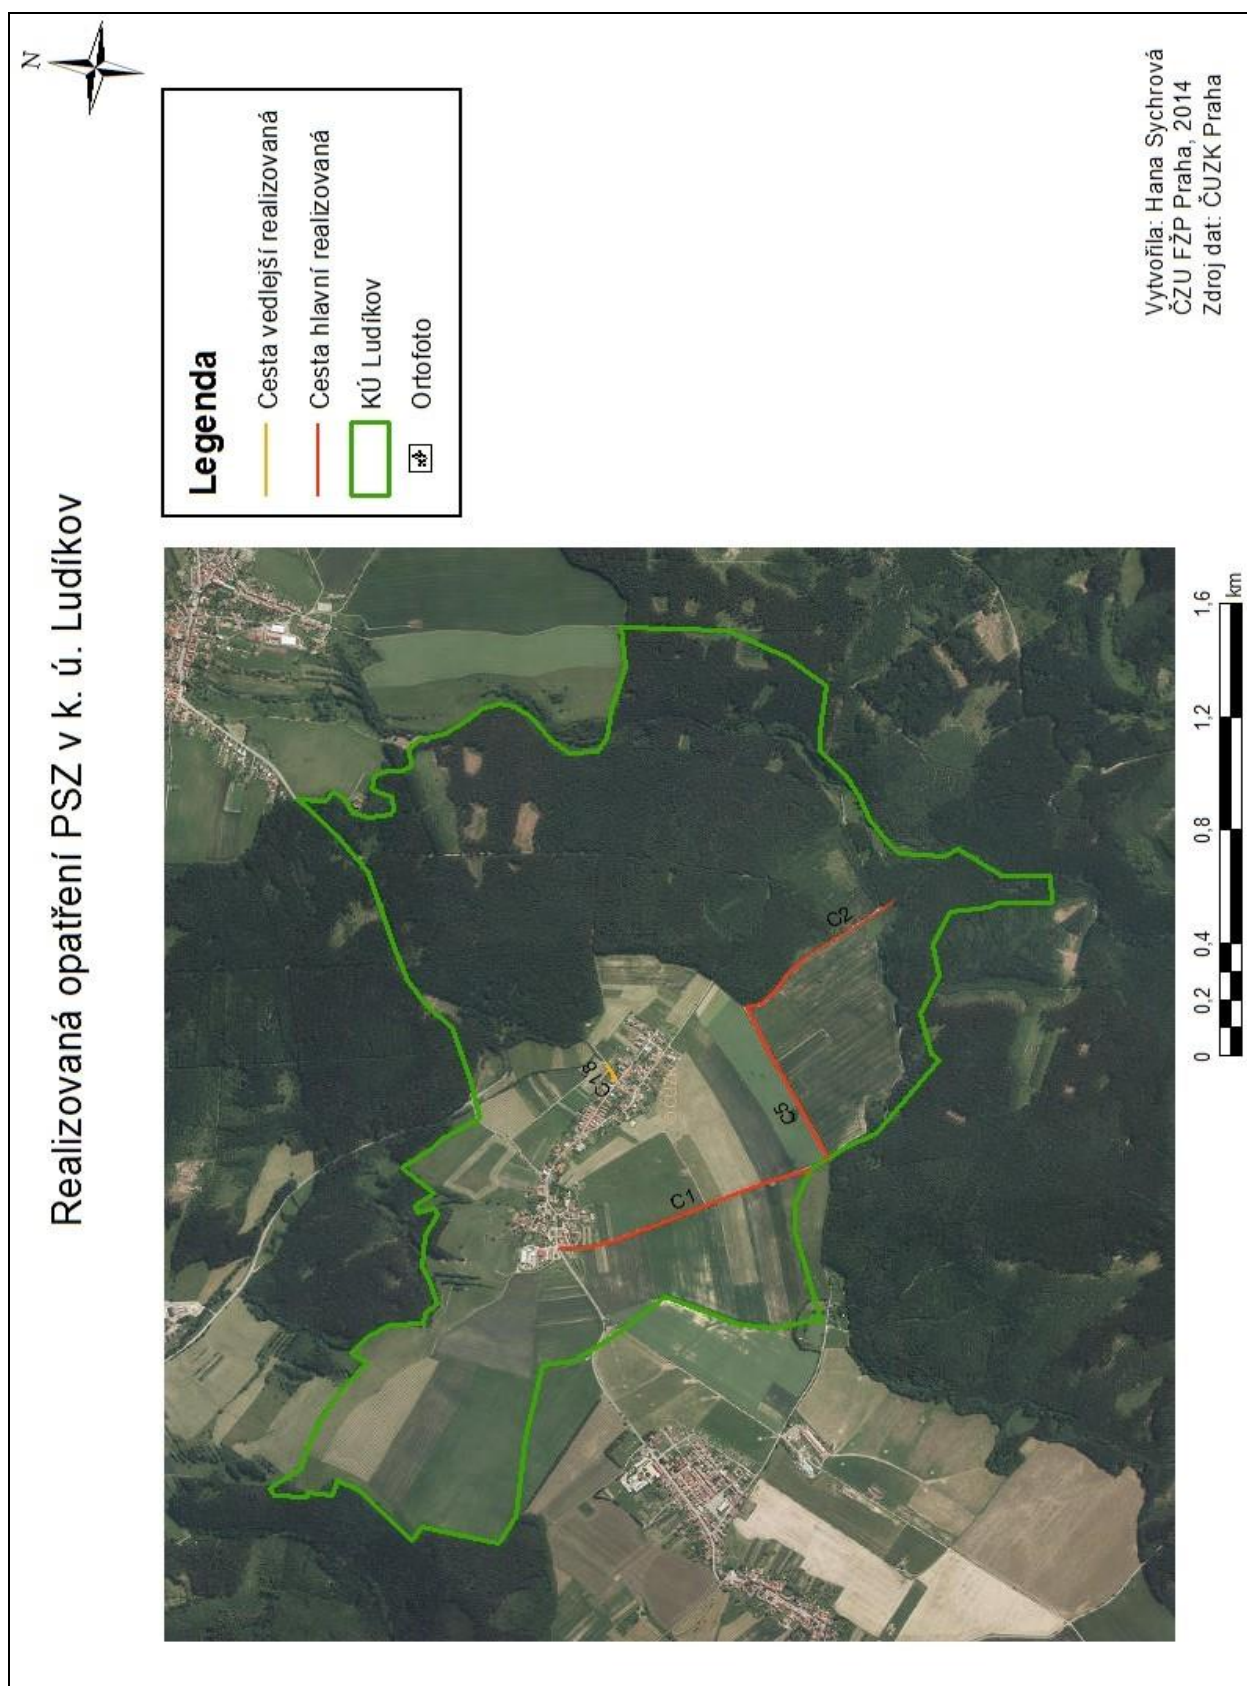 Realizovaná opatření PSZ v k. ú. Ludíkov
N
Legenda
Cesta vedlejší realizovaná
Cesta hlavní realizovaná
KÚ Ludíkov
Ortofoto
C18
C1
C5
C2
0 0,2 0,4 0,8 1,2 1,6
km
Vytvořila: Hana Sychrová
ČZU FŽP Praha, 2014
Zdroj dat: ČUZK Praha